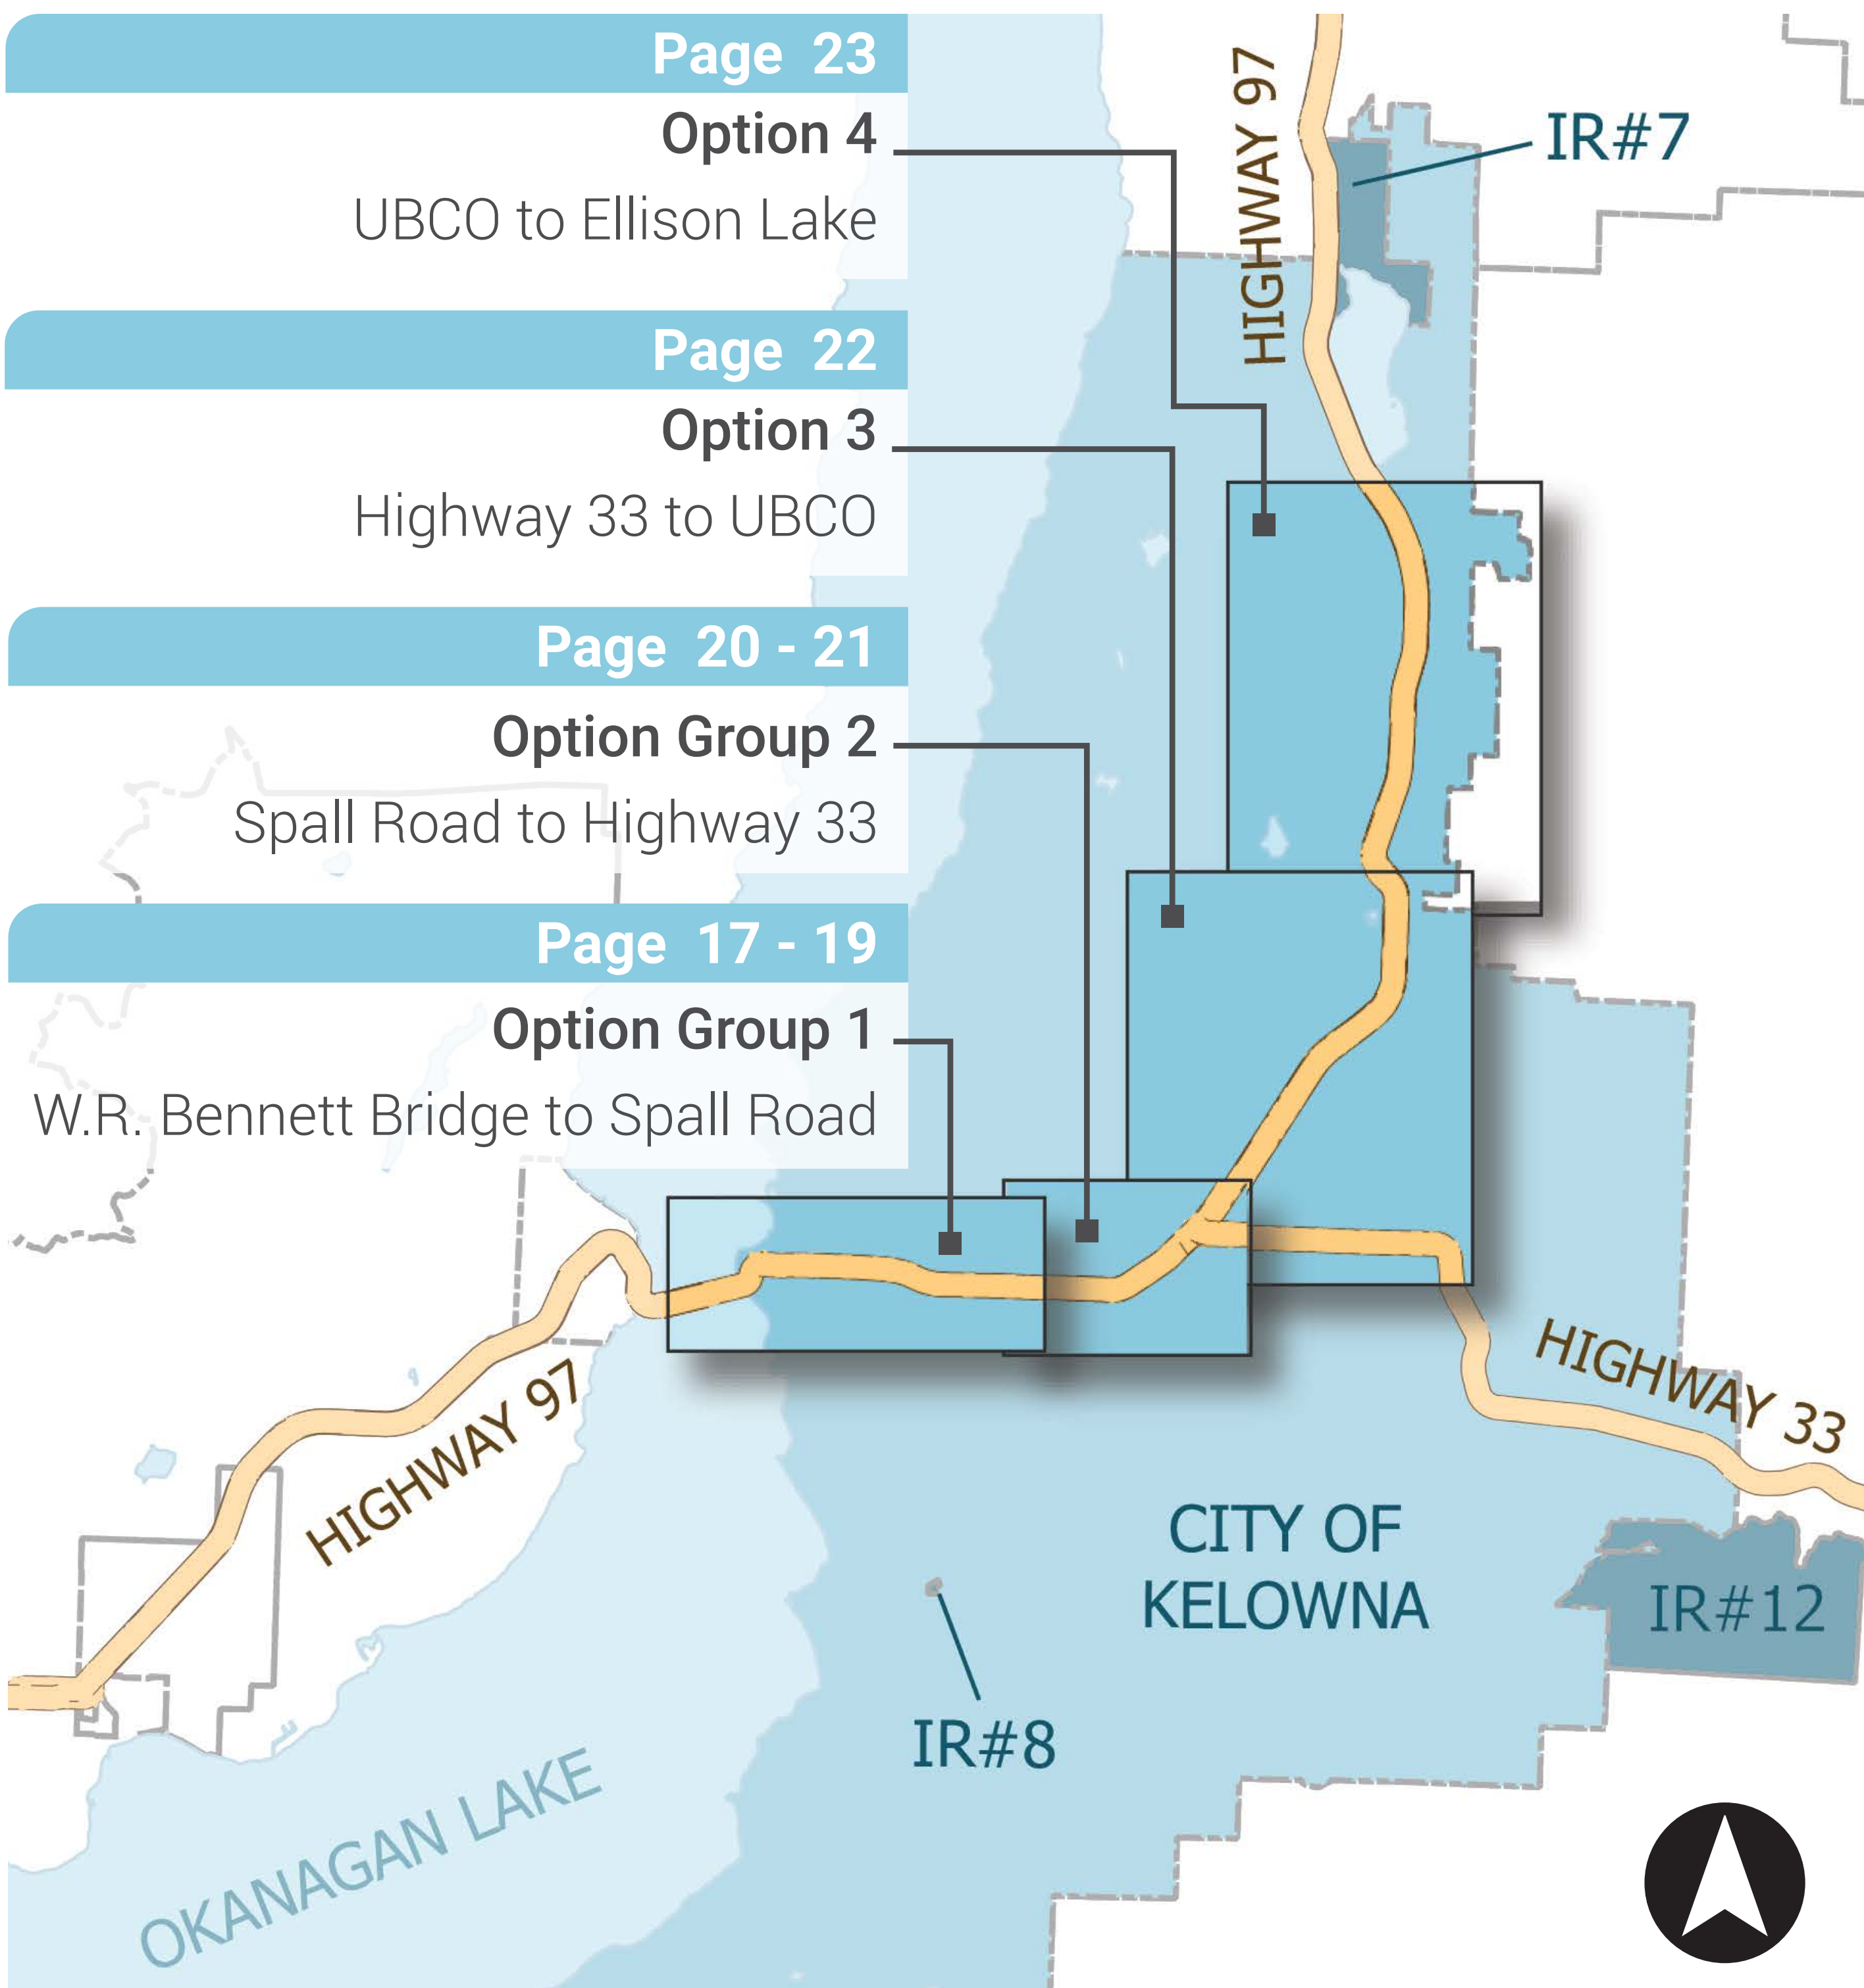 Page 23
Option 4
UBCO to Ellison Lake
Page 22
Option 3
Highway 33 to UBCO
Page 20 - 21
Option Group 2
Spall Road to Highway 33
Page 17 - 19
Option Group 1
W.R. Bennett Bridge to Spall Road
HIGHWAY 97
IR#7
HIGHWAY 97
HIGHWAY 33
CITY OF
KELOWNA
IR#12
IR#8
OKANAGAN LAKE